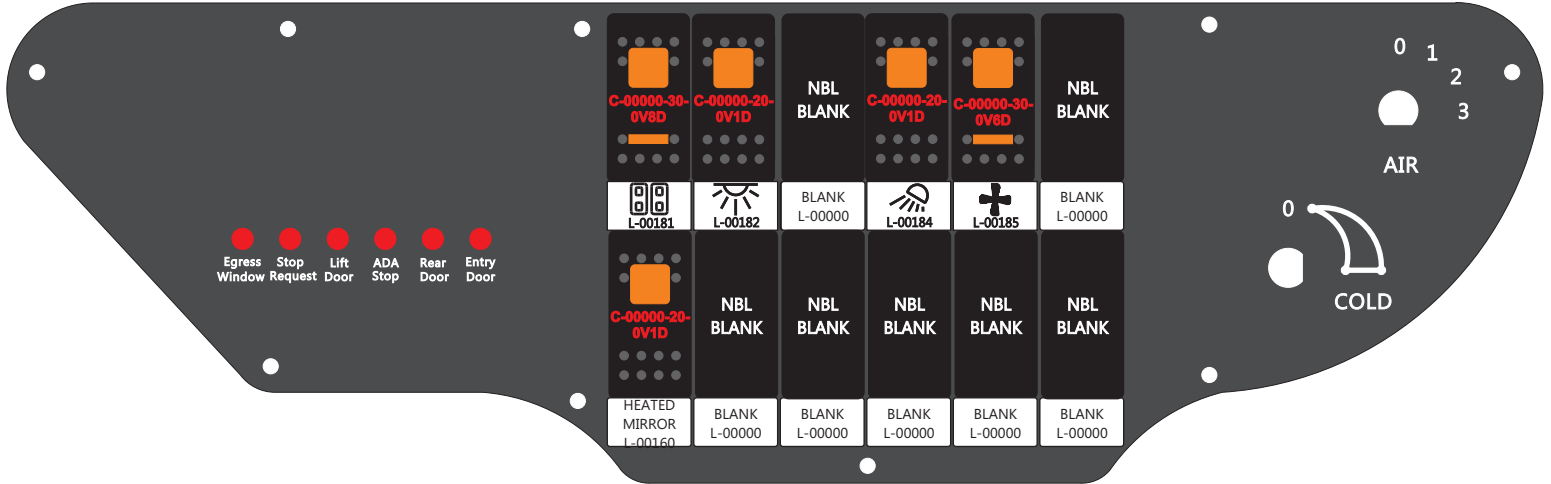 0
1
2
3
AIR
C-00000-30-
0V8D
C-00000-20-
0V1D
NBL
BLANK
C-00000-20-
0V1D
C-00000-30-
0V6D
NBL
BLANK
L-00181
L-00182
BLANK
L-00000
L-00184
L-00185
BLANK
L-00000
0
COLD
Egress
Window
Stop
Request
Lift
Door
ADA
Stop
Rear
Door
Entry
Door
C-00000-20-
0V1D
NBL
BLANK
NBL
BLANK
NBL
BLANK
NBL
BLANK
NBL
BLANK
HEATED
MIRROR
L-00160
BLANK
L-00000
BLANK
L-00000
BLANK
L-00000
BLANK
L-00000
BLANK
L-00000